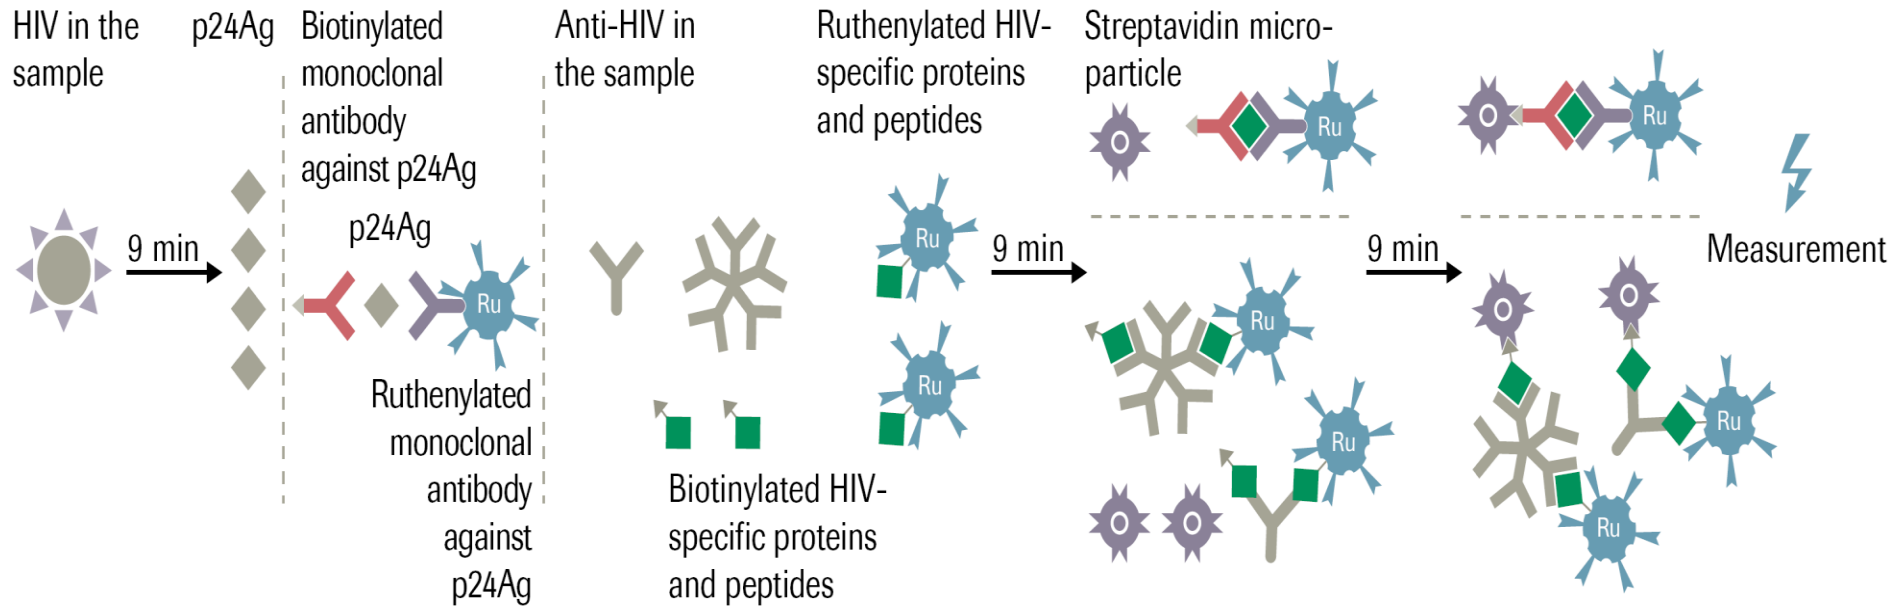 HIV in the
sample
p24Ag
9 min
Biotinylated
monoclonal
antibody
against p24Ag
p24Ag
Ru
Ruthenylated
monoclonal
antibody
against
p24Ag
Anti-HIV in
the sample
Biotinylated HIV-
specific proteins
and peptides
Ruthenylated HIV-
specific proteins
and peptides
Ru
Ru
9 min
Streptavidin micro-
particle
Ru
Ru
Ru
9 min
Ru
Ru
Ru
Measurement